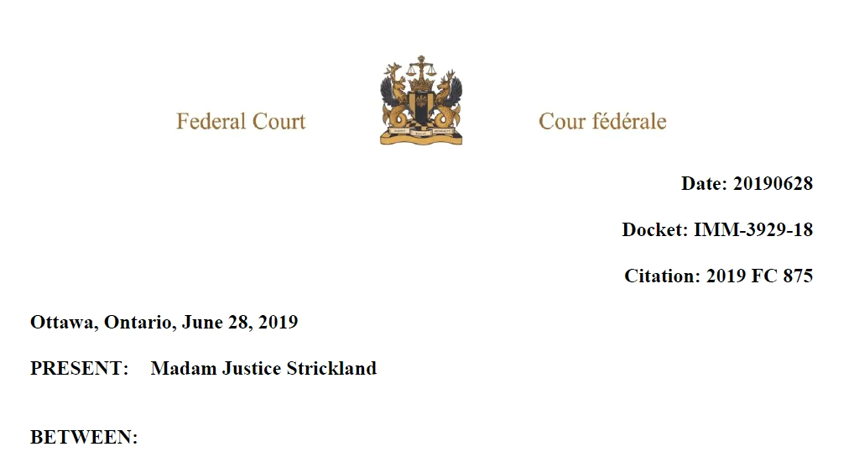 Federal Court
Cour fédérale
Date: 20190628
Docket: IMM-3929-18
Citation: 2019 FC 875
Ottawa, Ontario, June 28, 2019
PRESENT: Madam Justice Strickland
BETWEEN: